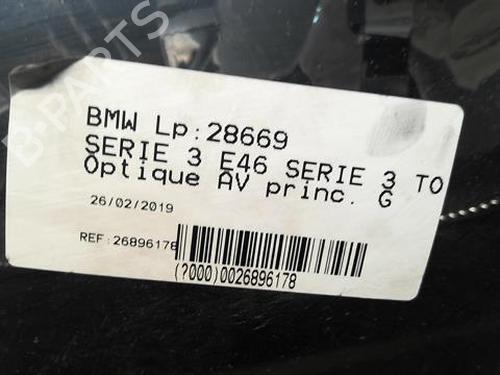 B-PARTS
BMW Lp:28669
SERIE 3 E46 SERIE 3 TO
Optique AV princ. G
26/02/2019
REF:26896178
(?000)0026896178